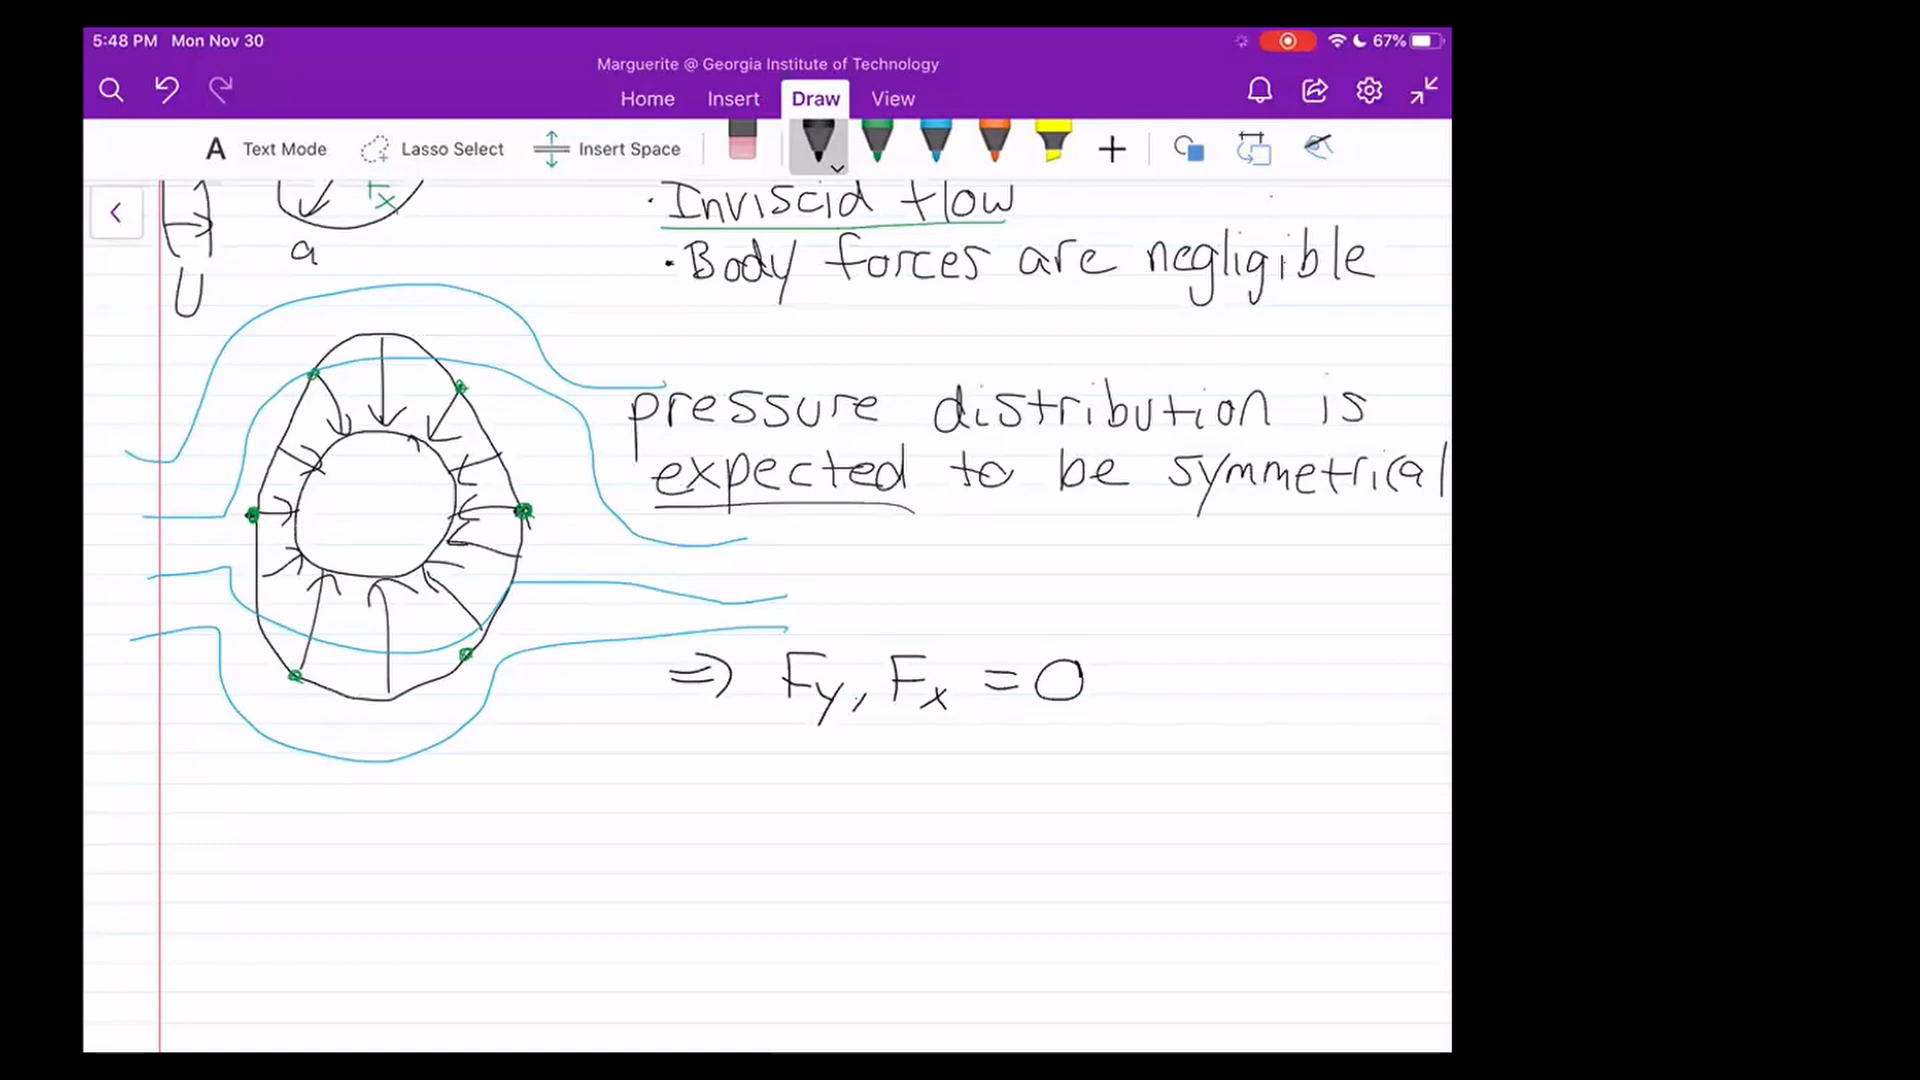 5:48 PM Mon Nov 30
67%
Marguerite @ Georgia Institute of Technology
Home Insert Draw View
A Text Mode Lasso Select Insert Space
Fx
· Inviscid flow
a
· Body forces are negligible
U
pressure distribution is
expected to be symmetrical
⇒ Fy, Fx = 0